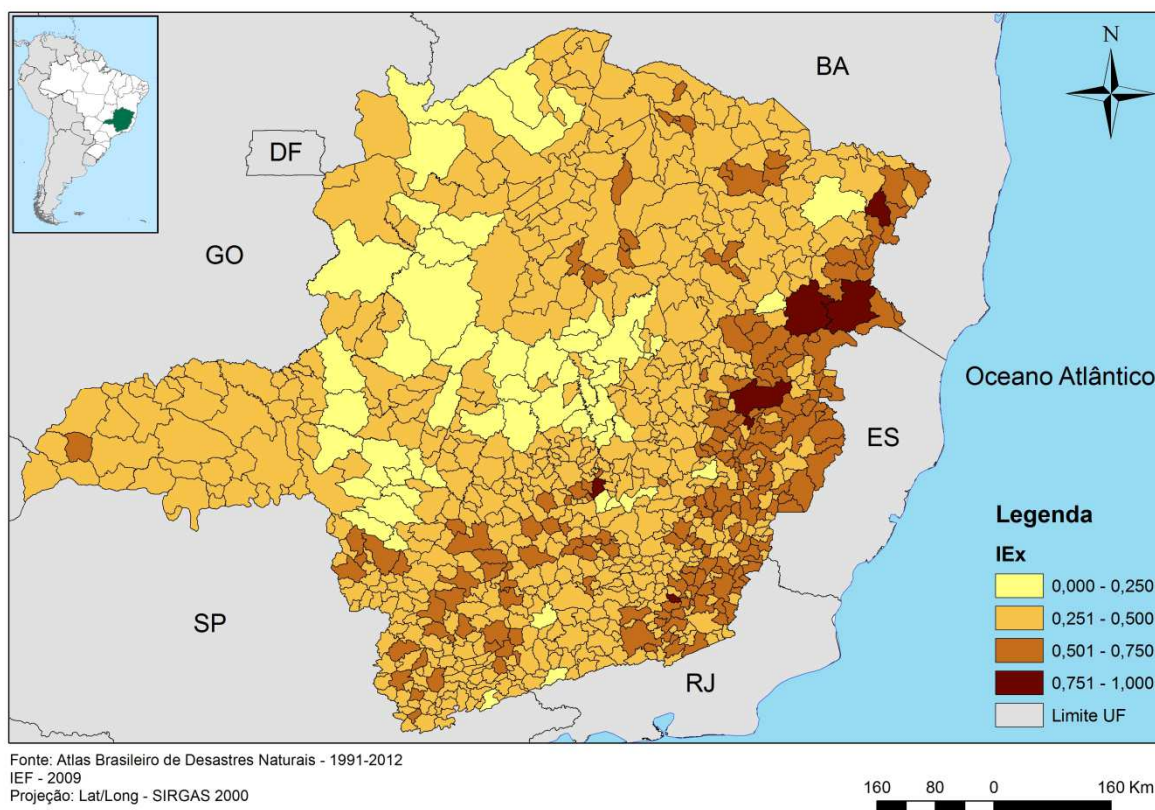 N
BA
DF
GO
Oceano Atlântico
ES
SP
RJ
Legenda
IEx
0,000 - 0,250
0,251 - 0,500
0,501 - 0,750
0,751 - 1,000
Limite UF
Fonte: Atlas Brasileiro de Desastres Naturais - 1991-2012
IEF - 2009
Projeção: Lat/Long - SIRGAS 2000
160 80 0 160 Km